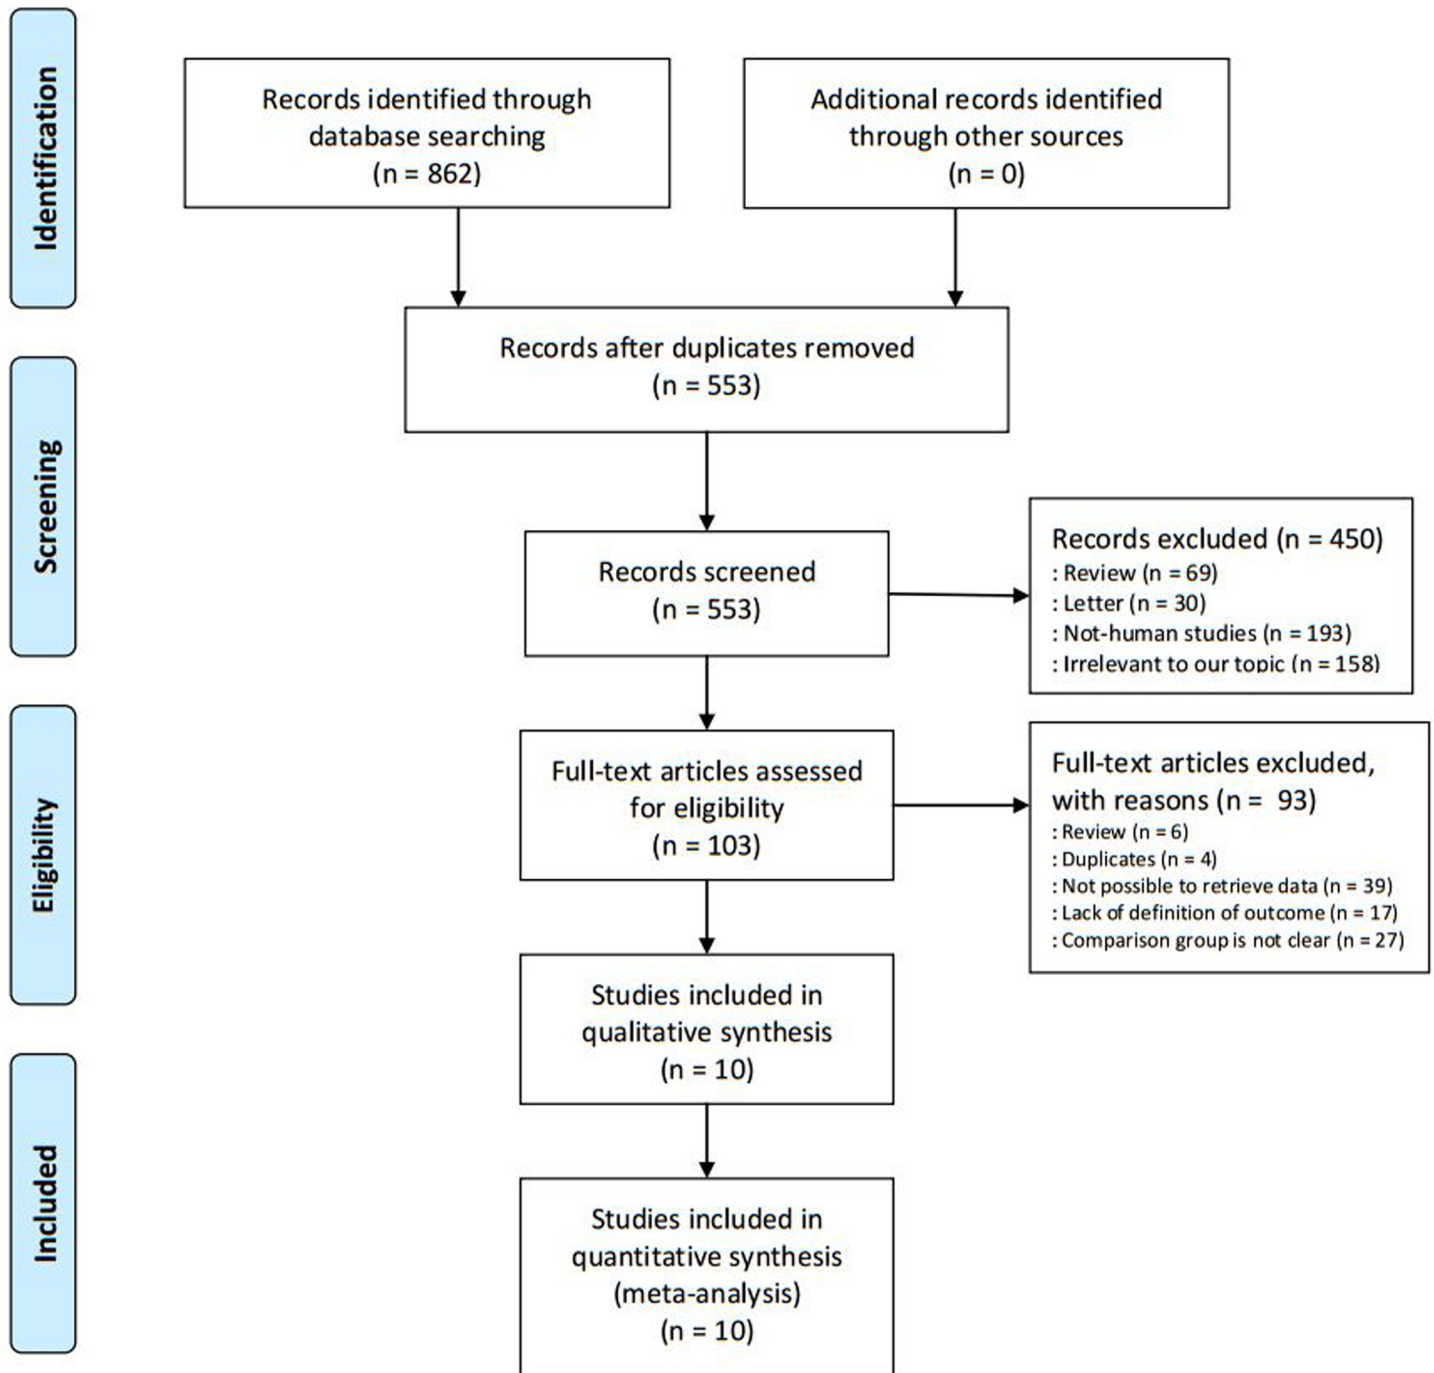 Identification
Records identified through
database searching
(n = 862)
Additional records identified
through other sources
(n = 0)
Records after duplicates removed
(n = 553)
Screening
Records screened
(n = 553)
Records excluded (n = 450)
: Review (n = 69)
: Letter (n = 30)
: Not-human studies (n = 193)
: Irrelevant to our topic (n = 158)
Eligibility
Full-text articles assessed
for eligibility
(n = 103)
Full-text articles excluded,
with reasons (n = 93)
: Review (n = 6)
: Duplicates (n = 4)
: Not possible to retrieve data (n = 39)
: Lack of definition of outcome (n = 17)
: Comparison group is not clear (n = 27)
Studies included in
qualitative synthesis
(n = 10)
Included
Studies included in
quantitative synthesis
(meta-analysis)
(n = 10)